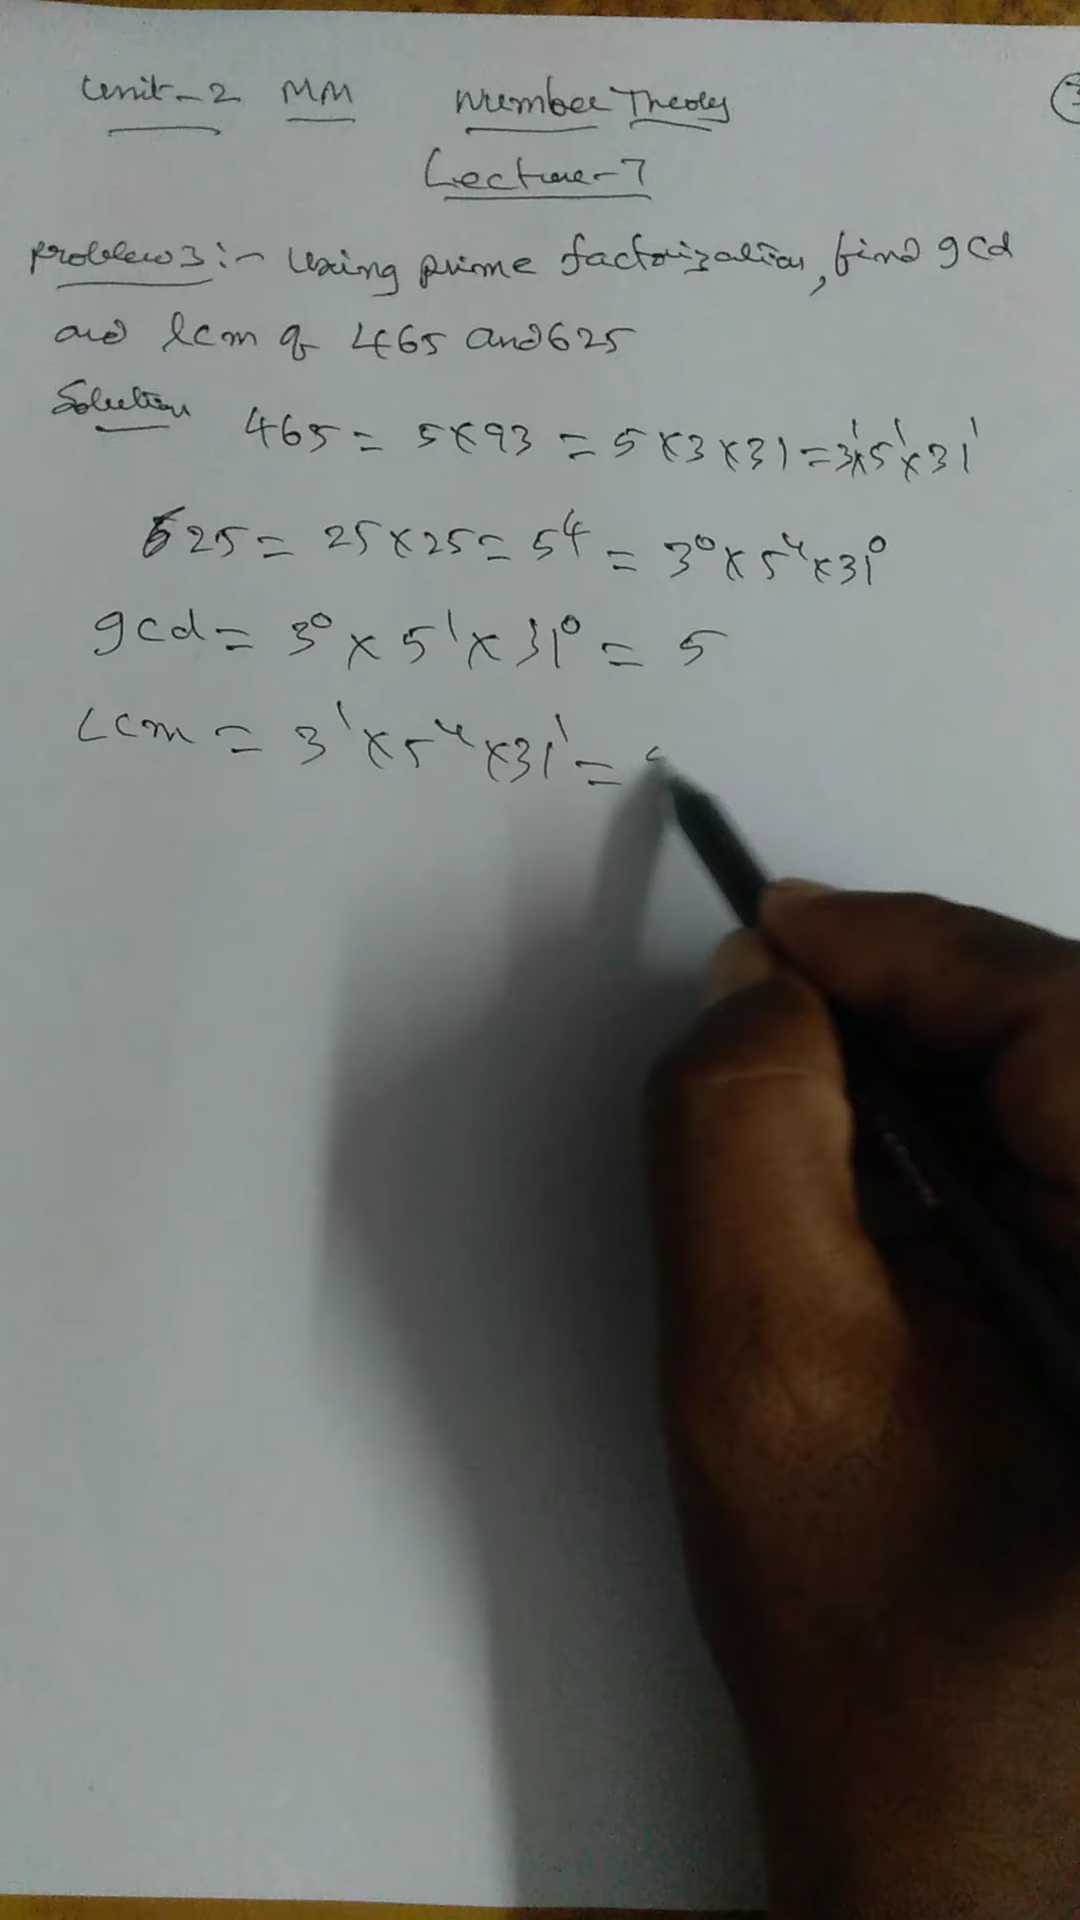 Unit-2 MM Number Theory
Lecture-7
Problem 3:- Using prime factorization, find gcd
and lcm of 465 and 625
Solution 465 = 5×93 = 5×3×31 = 3¹×5¹×31¹
625 = 25×25 = 5⁴ = 3⁰×5⁴×31⁰
gcd = 3⁰×5¹×31⁰ = 5
Lcm = 3¹×5⁴×31¹ =